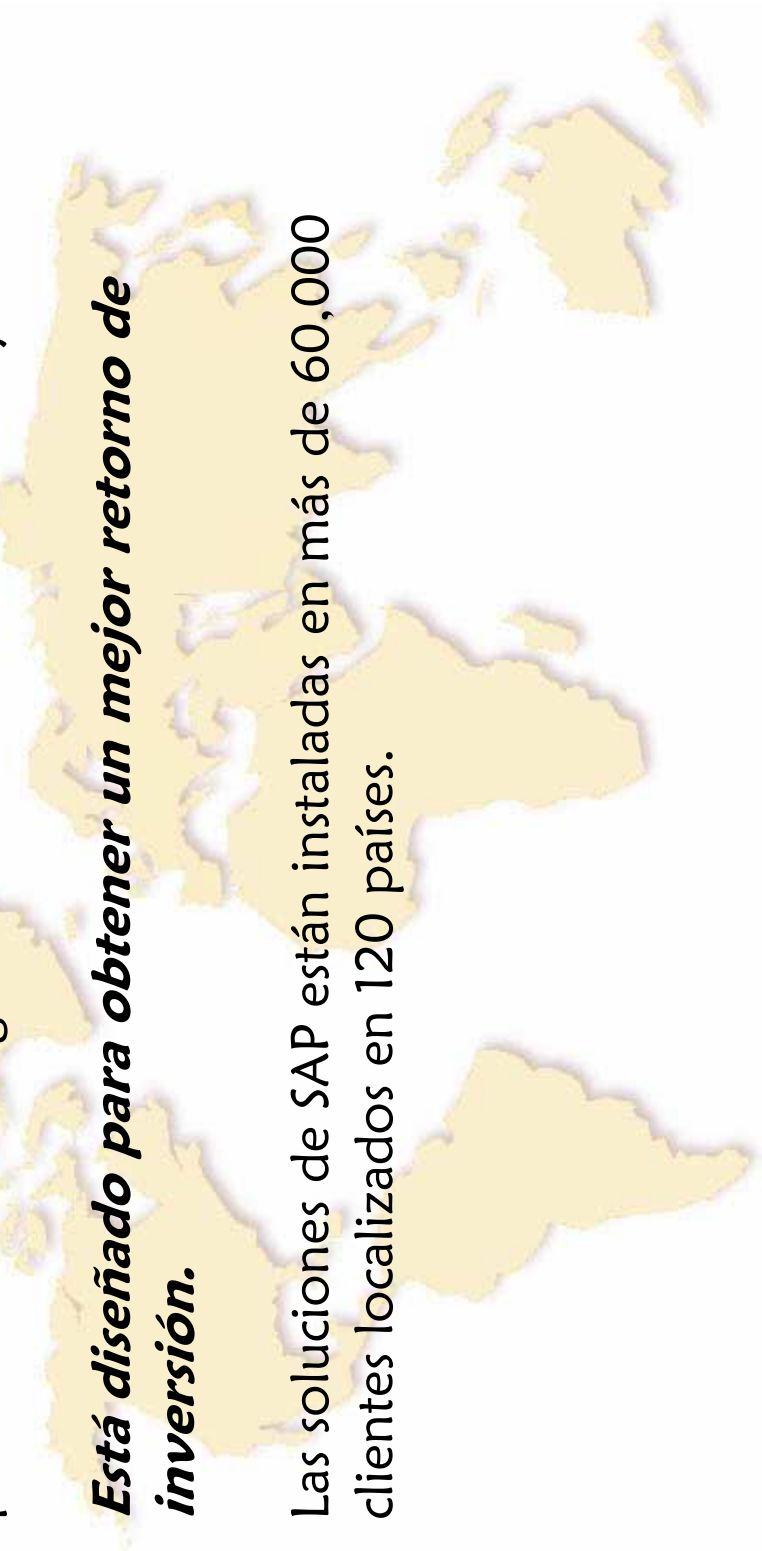 Está diseñado para obtener un mejor retorno de
inversión.
Las soluciones de SAP están instaladas en más de 60,000
clientes localizados en 120 países.